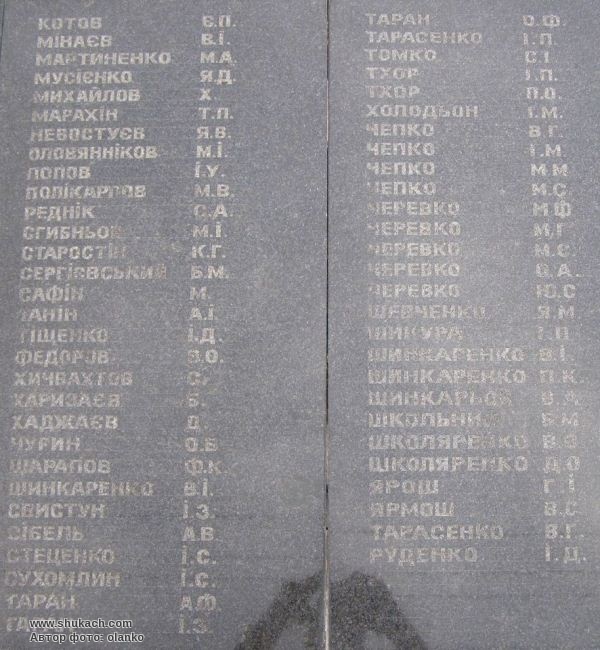 КОТОВ Є.П.
МІНАЄВ В.І.
МАРТИНЕНКО М.А.
МУСІЄНКО Я.Д.
МИХАЙЛОВ Х.
МАРАХІН Т.П.
НЕВОСТУЄВ Я.В.
ОЛОВЯННІКОВ М.І.
ПОПОВ І.У.
ПОЛІКАРПОВ М.В.
РЕДНІК С.А.
СГИБНЬОВ М.І.
СТАРОСТІН К.Г.
СЕРГІЄВСЬКИЙ Б.М.
САФІН М.
ТАНІН А.І.
ТІЩЕНКО І.Д.
ФЕДОРОВ В.О.
ХИЧВАХТОВ
ХАРИЗАЄВ Б.
ХАДЖАЄВ
ЧУРИН О.Б.
ШАРАПОВ Ф.К.
ШИНКАРЕНКО В.І.
СВИСТУН І.З.
СІБЕЛЬ А.В.
СТЕЦЕНКО І.С.
СУХОМЛИН І.С.
ТАРАН А.Ф.
І.З.
ТАРАН О.Ф.
ТАРАСЕНКО І.П.
ТОМКО С.І.
ТХОР І.П.
ТХОР П.О.
ХОЛОДЬОН І.М.
ЧЕПКО В.Г.
ЧЕПКО І.М.
ЧЕПКО М.М.
ЧЕПКО М.С.
ЧЕРЕВКО М.Ф.
ЧЕРЕВКО М.Г.
ЧЕРЕВКО М.С.
ЧЕРЕВКО О.А.
ЧЕРЕВКО Ю.С.
ШЕВЧЕНКО Я.М.
ШИКУРА І.П.
ШИНКАРЕНКО В.І.
ШИНКАРЕНКО П.К.
ШИНКАРЬОВ
ШКОЛЬНИЙ Б.М.
ШКОЛЯРЕНКО
ШКОЛЯРЕНКО Д.О.
ЯРОШ Г.І.
ЯРМОШ В.С.
ТАРАСЕНКО В.Г.
РУДЕНКО І.Д.
www.shukach.com
Автор фото: olanko